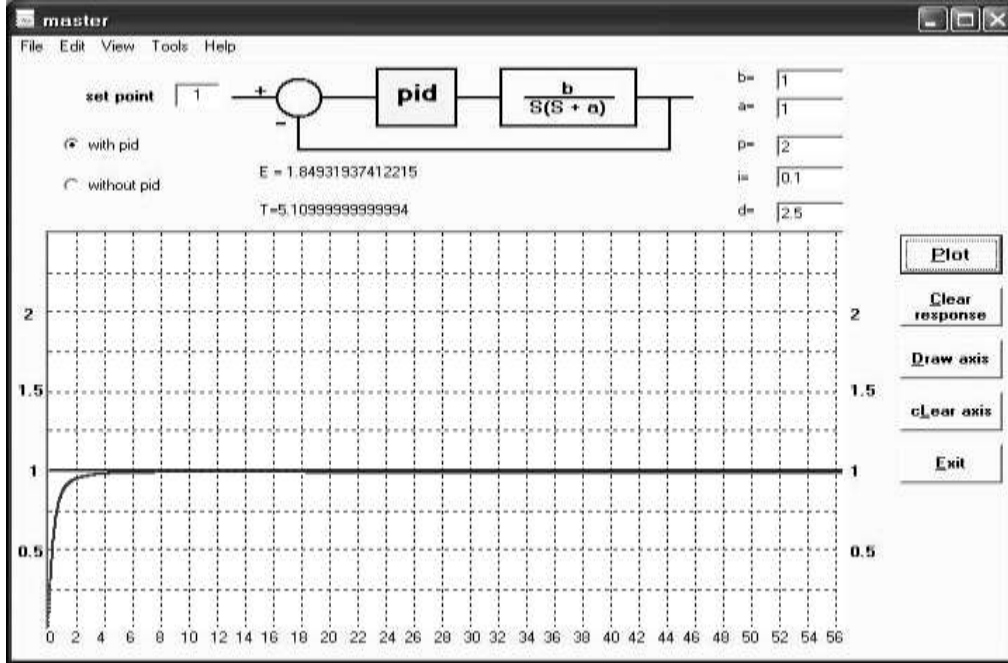 master
File Edit View Tools Help
set point 1
+
-
pid
b
S(S + a)
b= 1
a= 1
p= 2
i= 0.1
d= 2.5
with pid
without pid
E = 1.84931937412215
T=5.10999999999994
Plot
Clear response
Draw axis
cLear axis
Exit
2 2
1.5 1.5
1 1
0.5 0.5
0 2 4 6 8 10 12 14 16 18 20 22 24 26 28 30 32 34 36 38 40 42 44 46 48 50 52 54 56